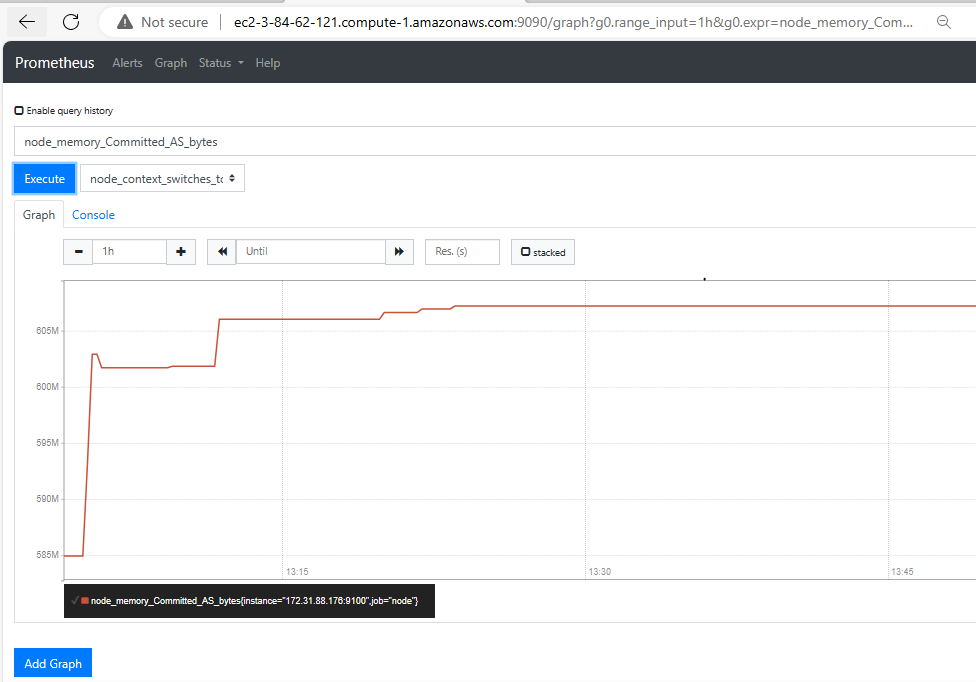 Not secure ec2-3-84-62-121.compute-1.amazonaws.com:9090/graph?g0.range_input=1h&g0.expr=node_memory_Com...
Prometheus Alerts Graph Status Help
Enable query history
node_memory_Committed_AS_bytes
Execute node_context_switches_to
Graph Console
1h Until Res. (s) stacked
605M
600M
595M
590M
585M
13:15 13:30 13:45
node_memory_Committed_AS_bytes{instance="172.31.88.176:9100",job="node"}
Add Graph